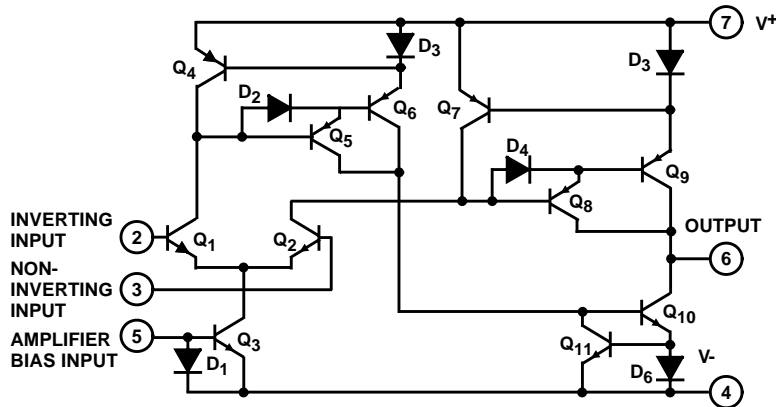 7 V+
D3
D3
Q4
D2
Q6
Q7
Q5
D4
Q9
Q8
INVERTING
INPUT
2
Q1
Q2
OUTPUT
NON-
INVERTING
INPUT
3
6
AMPLIFIER
BIAS INPUT
5
Q3
Q10
Q11
D1
V-
D6
4